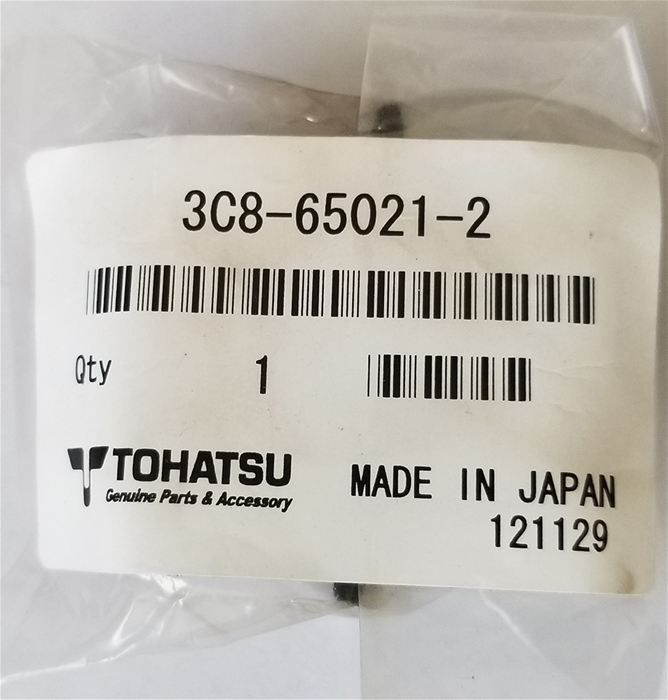 3C8-65021-2
Qty 1
TOHATSU
Genuine Parts & Accessory
MADE IN JAPAN
121129